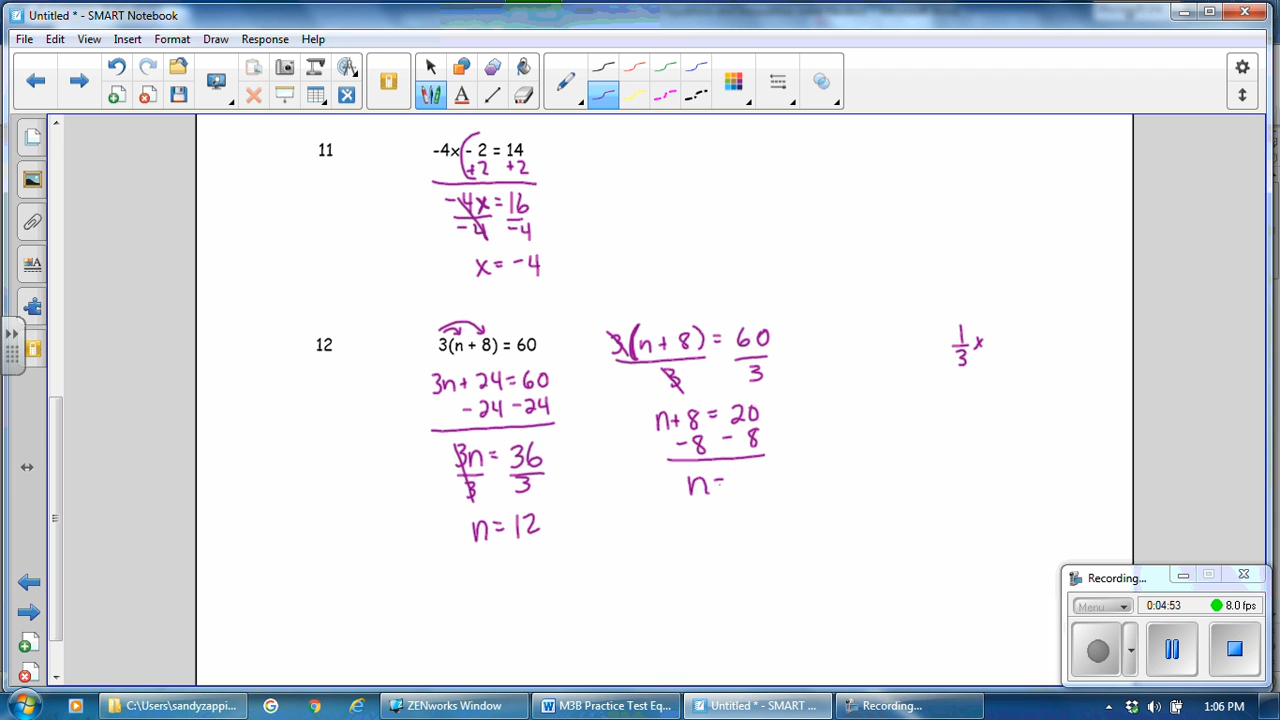 Untitled * - SMART Notebook
File Edit View Insert Format Draw Response Help
11
-4x - 2 = 14
+2 +2
-4x = 16
-4 -4
x = -4
12
3(n + 8) = 60
3n + 24 = 60
- 24 - 24
3n = 36
3 3
n = 12
3(n + 8) = 60
3 3
n + 8 = 20
- 8 - 8
n =
1
3 x
Recording...
Menu
0:04:53
8.0 fps
C:\Users\sandyzappi...
ZENworks Window
M3B Practice Test Eq...
Untitled * - SMART ...
Recording...
1:06 PM